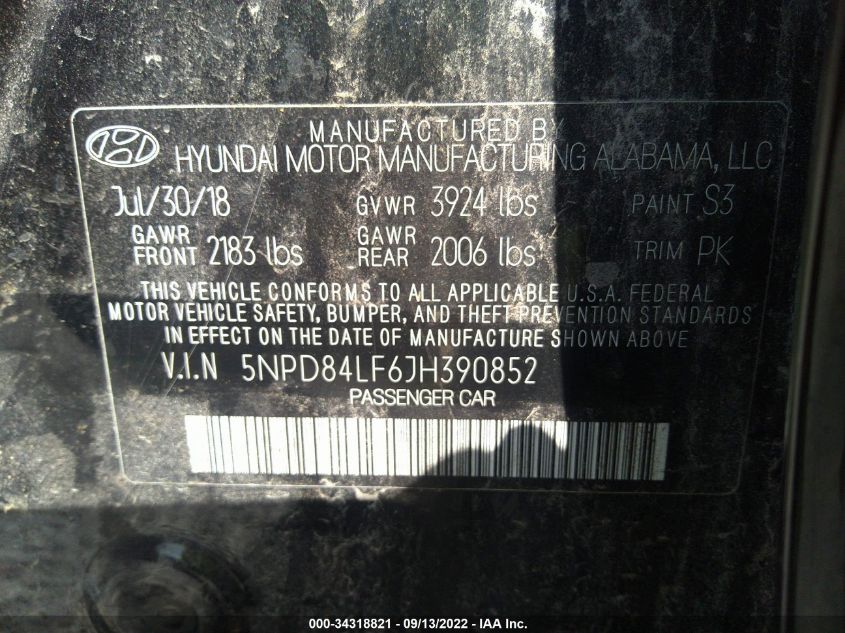 MANUFACTURED BY
HYUNDAI MOTOR MANUFACTURING ALABAMA, LLC
Jul/30/18 GVWR 3924 lbs PAINT S3
GAWR FRONT 2183 lbs GAWR REAR 2006 lbs TRIM PK
THIS VEHICLE CONFORMS TO ALL APPLICABLE U.S.A. FEDERAL
MOTOR VEHICLE SAFETY, BUMPER, AND THEFT PREVENTION STANDARDS
IN EFFECT ON THE DATE OF MANUFACTURE SHOWN ABOVE
V.I.N 5NPD84LF6JH390852
PASSENGER CAR
000-34318821 - 09/13/2022 - IAA Inc.